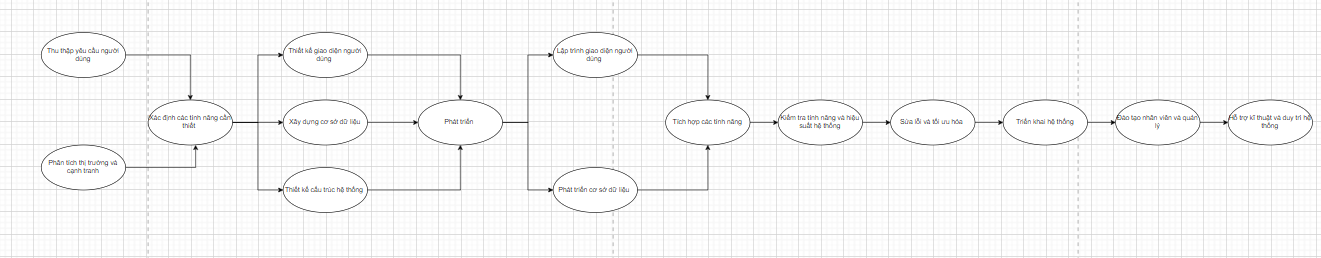 Thu thập yêu cầu người
dùng
Phân tích thị trường và
cạnh tranh
Xác định các tính năng cần
thiết
Thiết kế giao diện người
dùng
Xây dựng cơ sở dữ liệu
Thiết kế cấu trúc hệ thống
Phát triển
Lập trình giao diện người
dùng
Phát triển cơ sở dữ liệu
Tích hợp các tính năng
Kiểm tra tính năng và hiệu
suất hệ thống
Sửa lỗi và tối ưu hóa
Triển khai hệ thống
Đào tạo nhân viên và quản
lý
Hỗ trợ kĩ thuật và duy trì hệ
thống